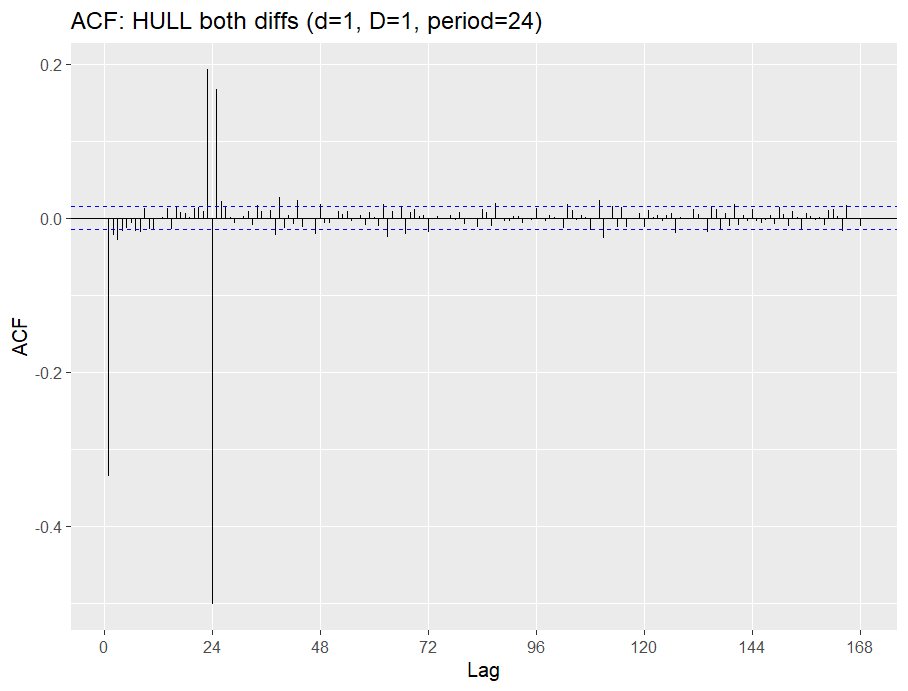 ACF: HULL both diffs (d=1, D=1, period=24)
0.2
0.0
-0.2
-0.4
ACF
0 24 48 72 96 120 144 168
Lag